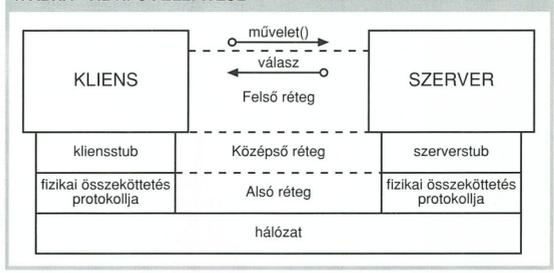 művelet()
KLIENS
válasz
SZERVER
Felső réteg
kliensstub
Középső réteg
szerverstub
fizikai összeköttetés
protokollja
Alsó réteg
fizikai összeköttetés
protokollja
hálózat